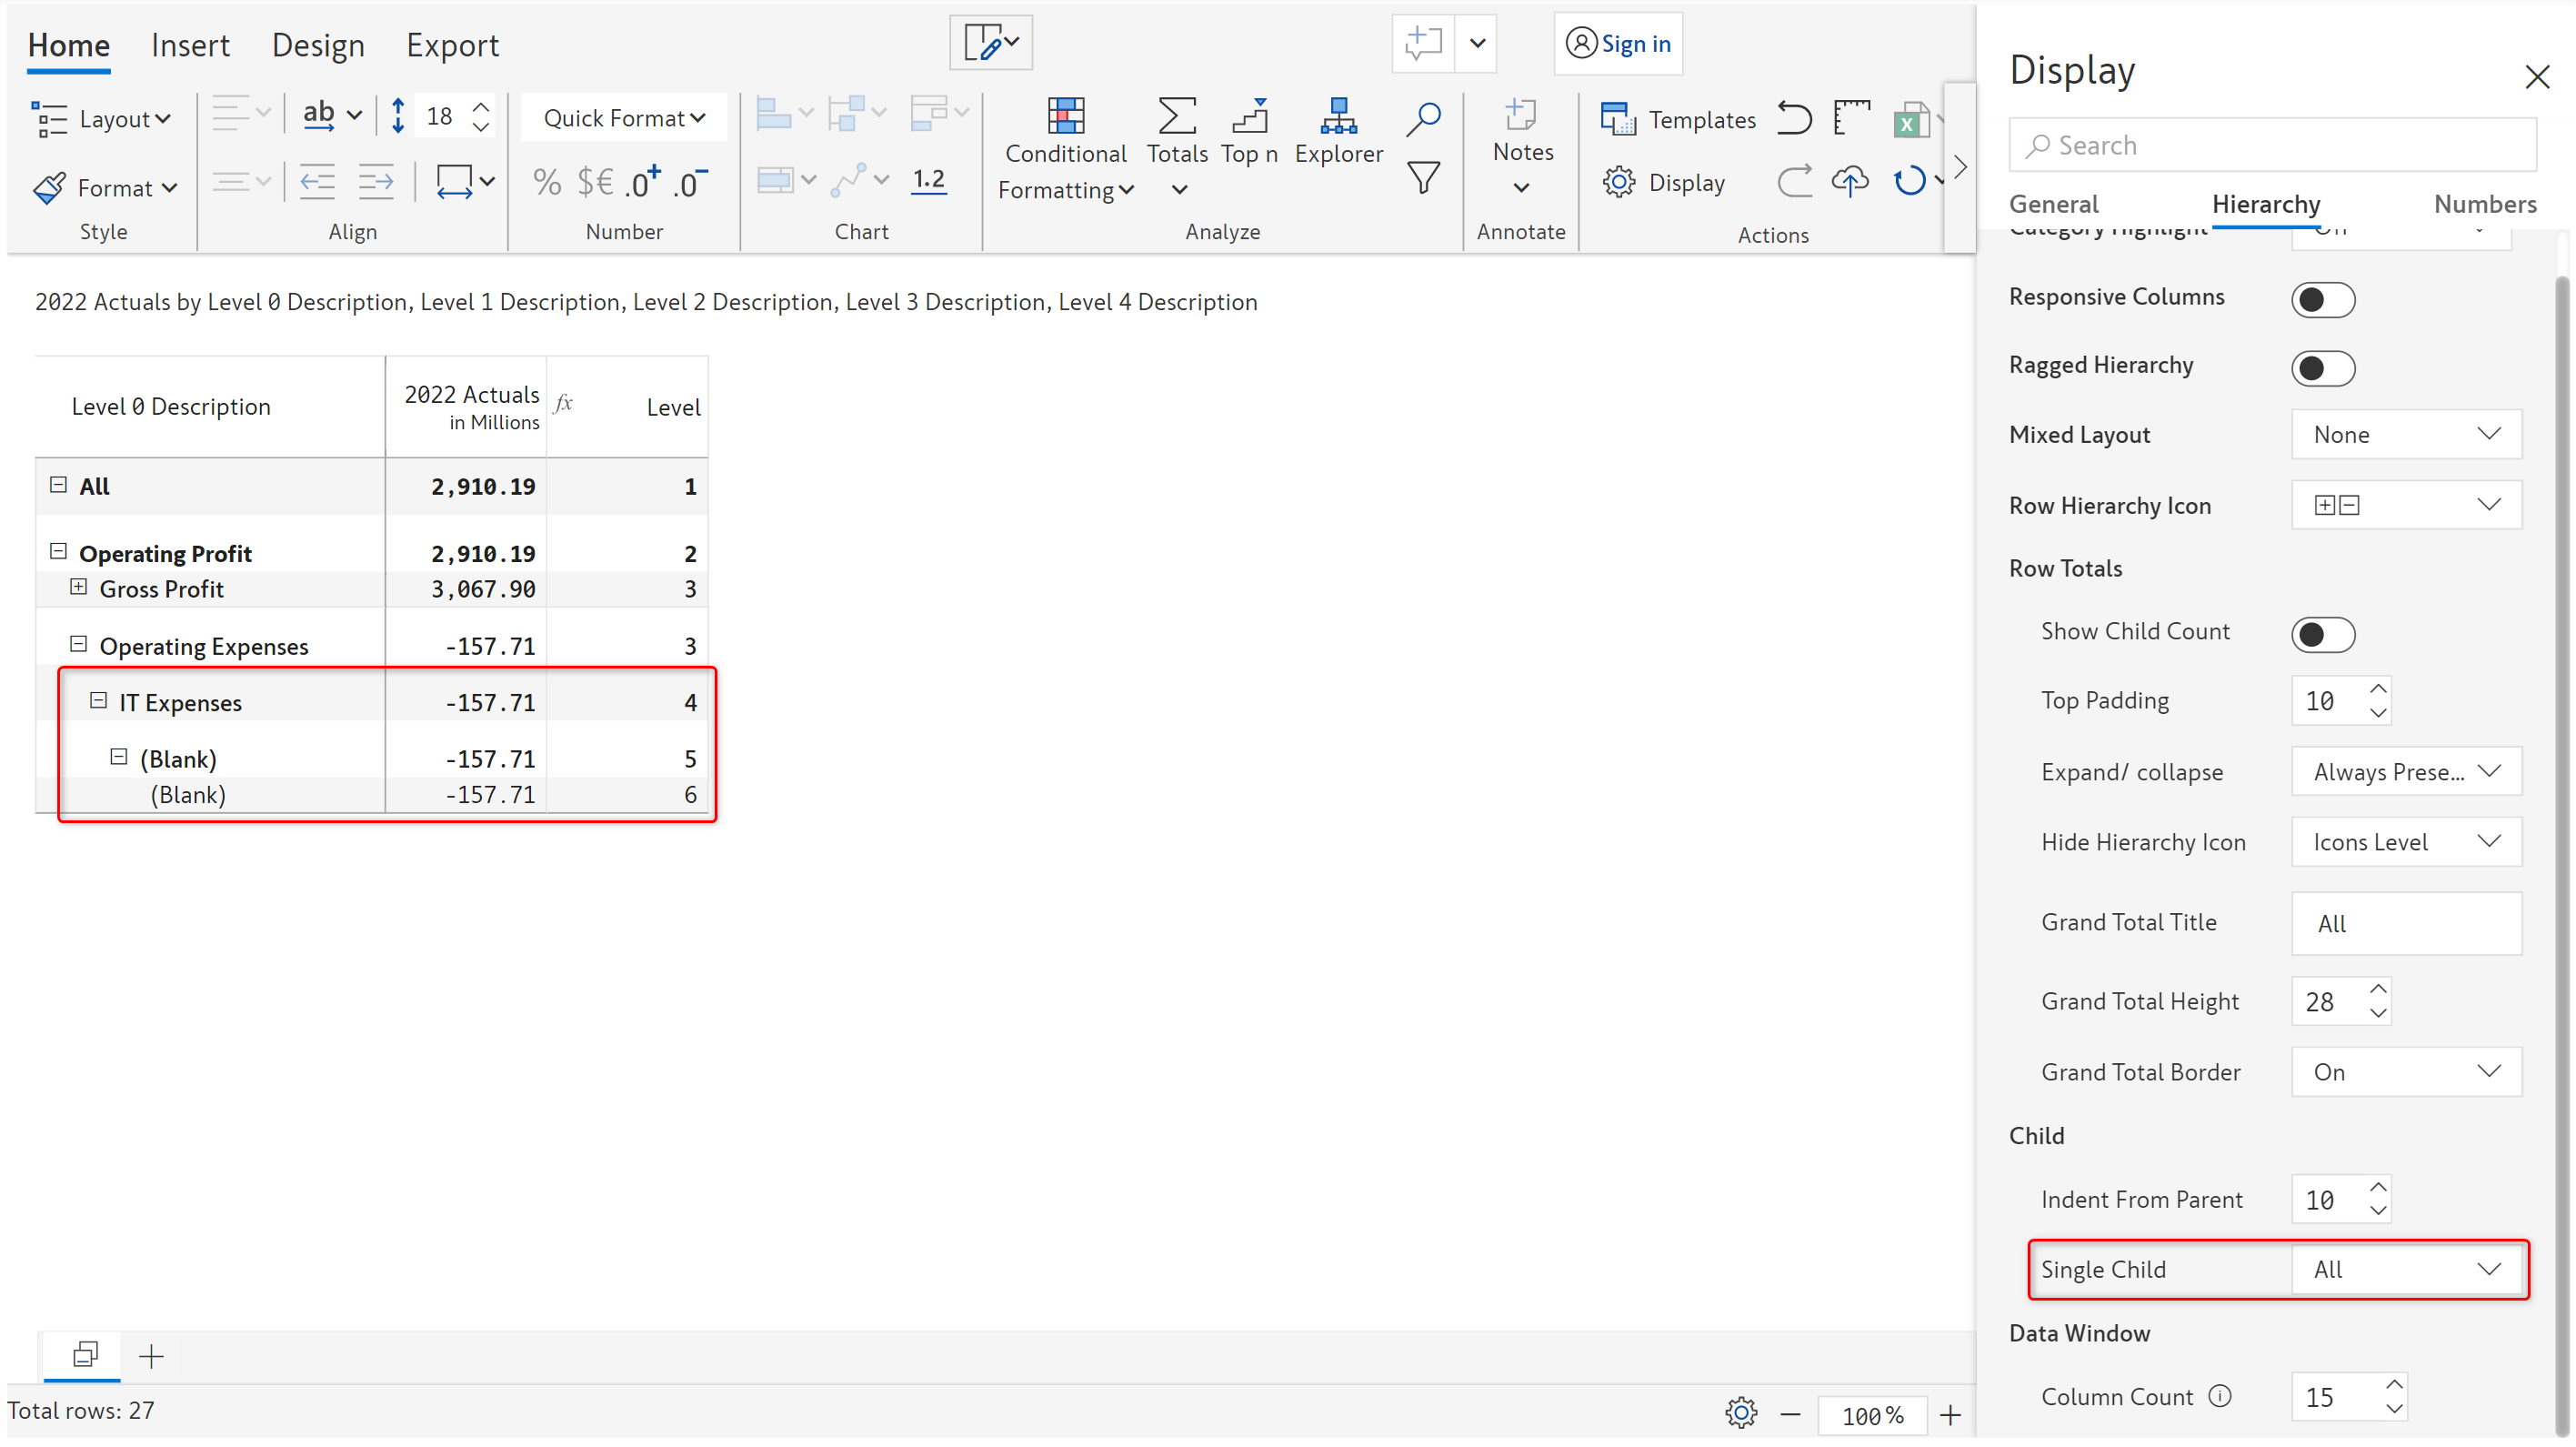 Home Insert Design Export
Sign in
Layout
ab
18
Quick Format
Conditional Formatting
Totals
Top n
Explorer
Notes
Templates
Format
% $€ .0+ .0-
1.2
Display
Style
Align
Number
Chart
Analyze
Annotate
Actions
2022 Actuals by Level 0 Description, Level 1 Description, Level 2 Description, Level 3 Description, Level 4 Description
Level 0 Description
2022 Actuals
in Millions
fx
Level
All 2,910.19 1
Operating Profit 2,910.19 2
Gross Profit 3,067.90 3
Operating Expenses -157.71 3
IT Expenses -157.71 4
(Blank) -157.71 5
(Blank) -157.71 6
Total rows: 27
100%
Display
Search
General Hierarchy Numbers
Category Highlight
Responsive Columns
Ragged Hierarchy
Mixed Layout None
Row Hierarchy Icon
Row Totals
Show Child Count
Top Padding 10
Expand/ collapse Always Prese...
Hide Hierarchy Icon Icons Level
Grand Total Title All
Grand Total Height 28
Grand Total Border On
Child
Indent From Parent 10
Single Child All
Data Window
Column Count 15